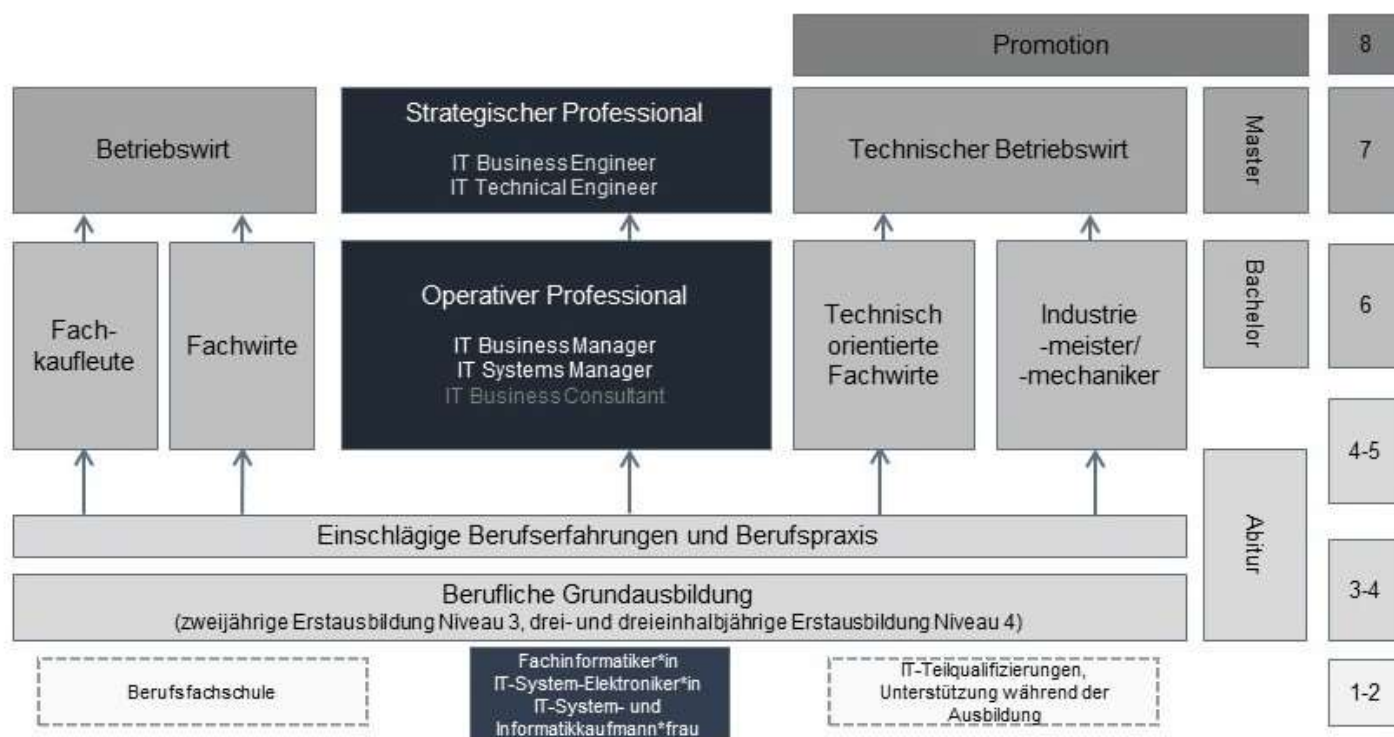 Promotion
8
Betriebswirt
Strategischer Professional
IT Business Engineer
IT Technical Engineer
Technischer Betriebswirt
Master
7
Fach-
kaufleute
Fachwirte
Operativer Professional
IT Business Manager
IT Systems Manager
IT Business Consultant
Technisch
orientierte
Fachwirte
Industrie
-meister/
-mechaniker
Bachelor
6
4-5
Einschlägige Berufserfahrungen und Berufspraxis
Abitur
Berufliche Grundausbildung
(zweijährige Erstausbildung Niveau 3, drei- und dreieinhalbjährige Erstausbildung Niveau 4)
3-4
Berufsfachschule
Fachinformatiker*in
IT-System-Elektroniker*in
IT-System- und
Informatikkaufmann*frau
IT-Teilqualifizierungen,
Unterstützung während der
Ausbildung
1-2